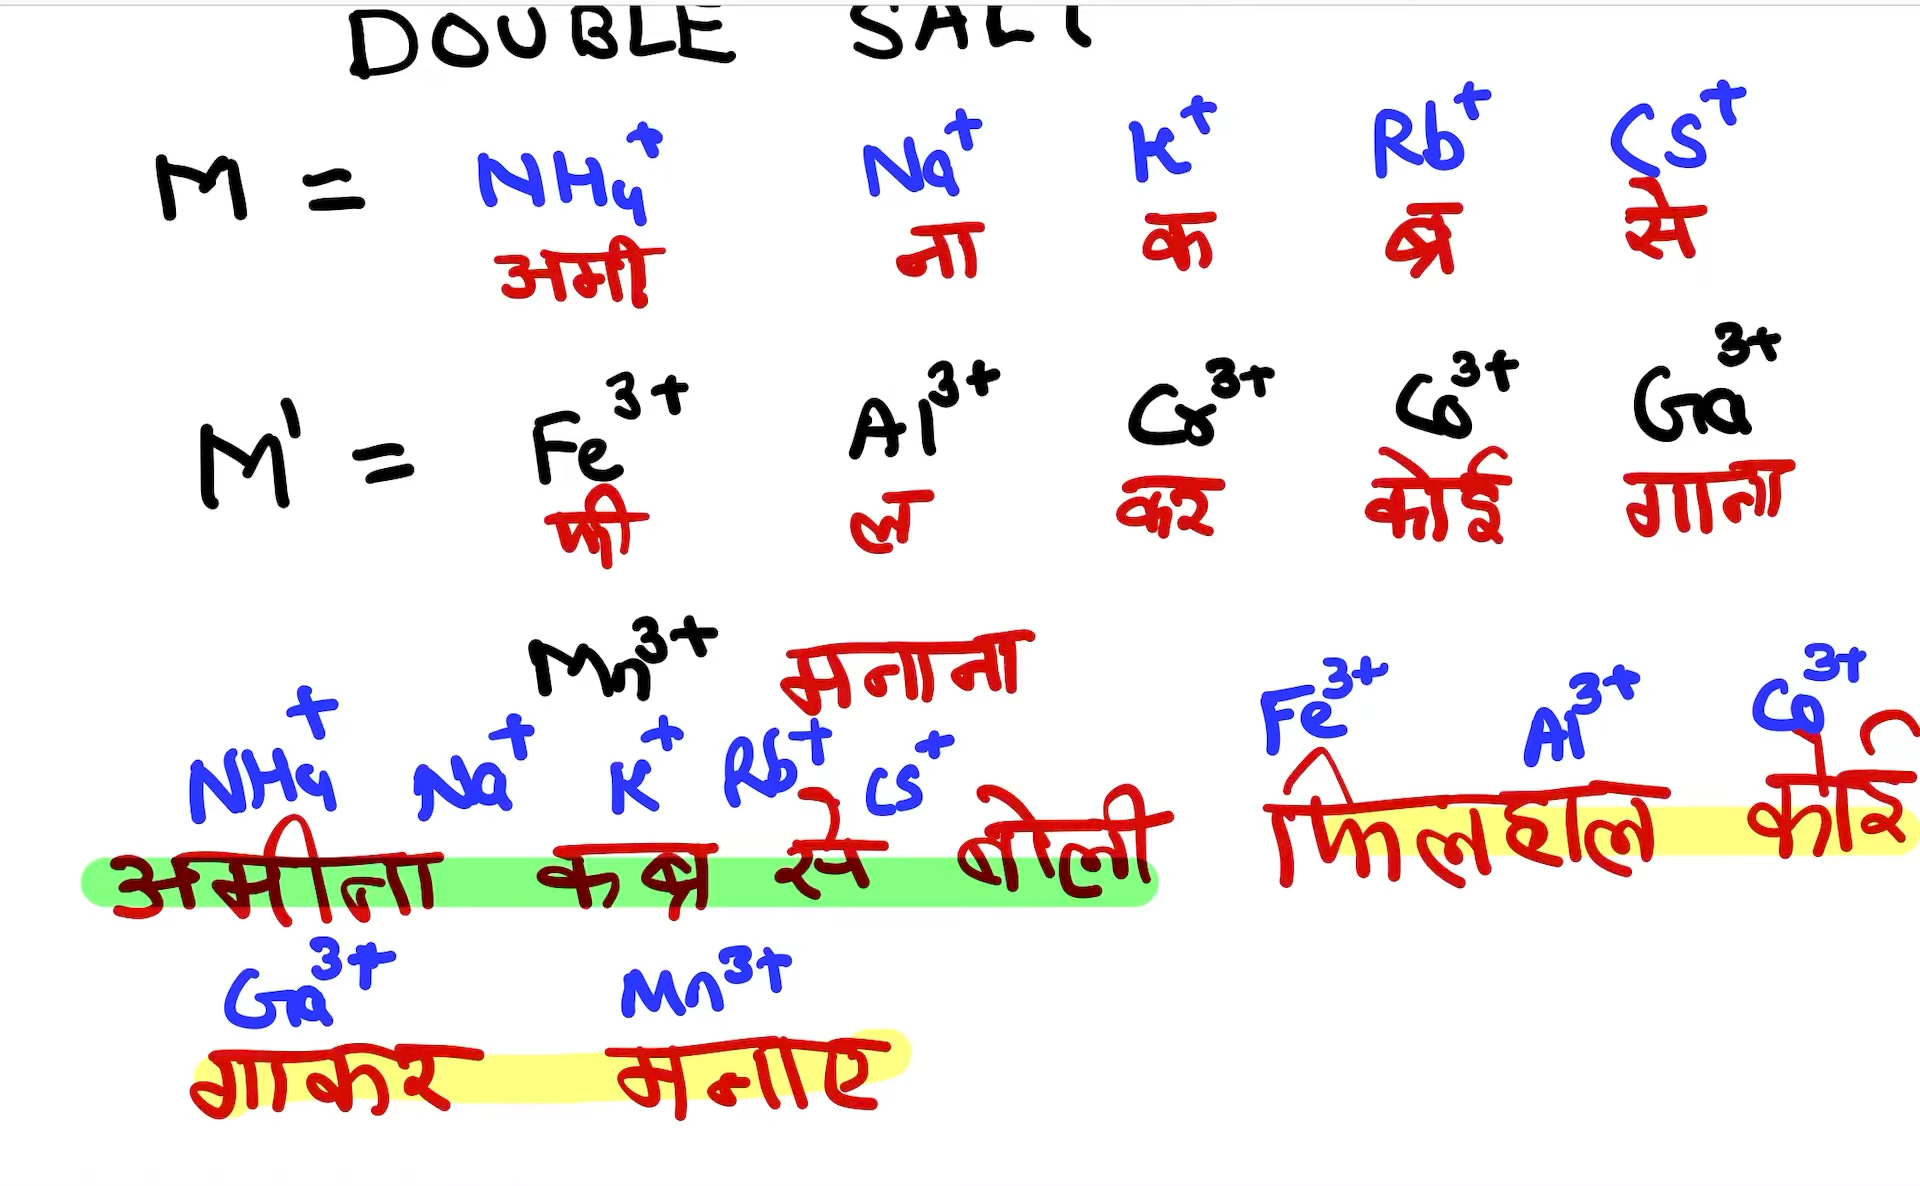 DOUBLE SALT
M = NH4+ Na+ K+ Rb+ Cs+
अमी ना क ब्र से
M' = Fe3+ Al3+ Cr3+ Co3+ Ga3+
फी ल कर कोई गाना
Mn3+ मनाना
NH4+ Na+ K+ Rb+ Cs+ Fe3+ Al3+ Co3+
अमीना कब्र से बोली फिलहाल कोई
Ga3+ Mn3+
गाकर मनाए